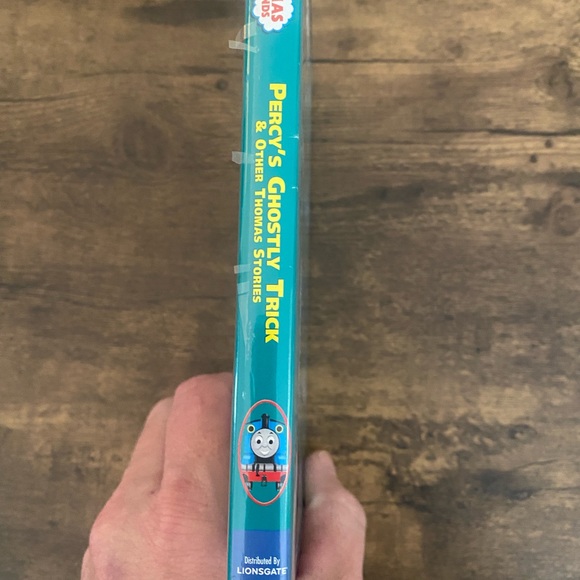 PERCY'S GHOSTLY TRICK
& OTHER THOMAS STORIES
Distributed By
LIONSGATE